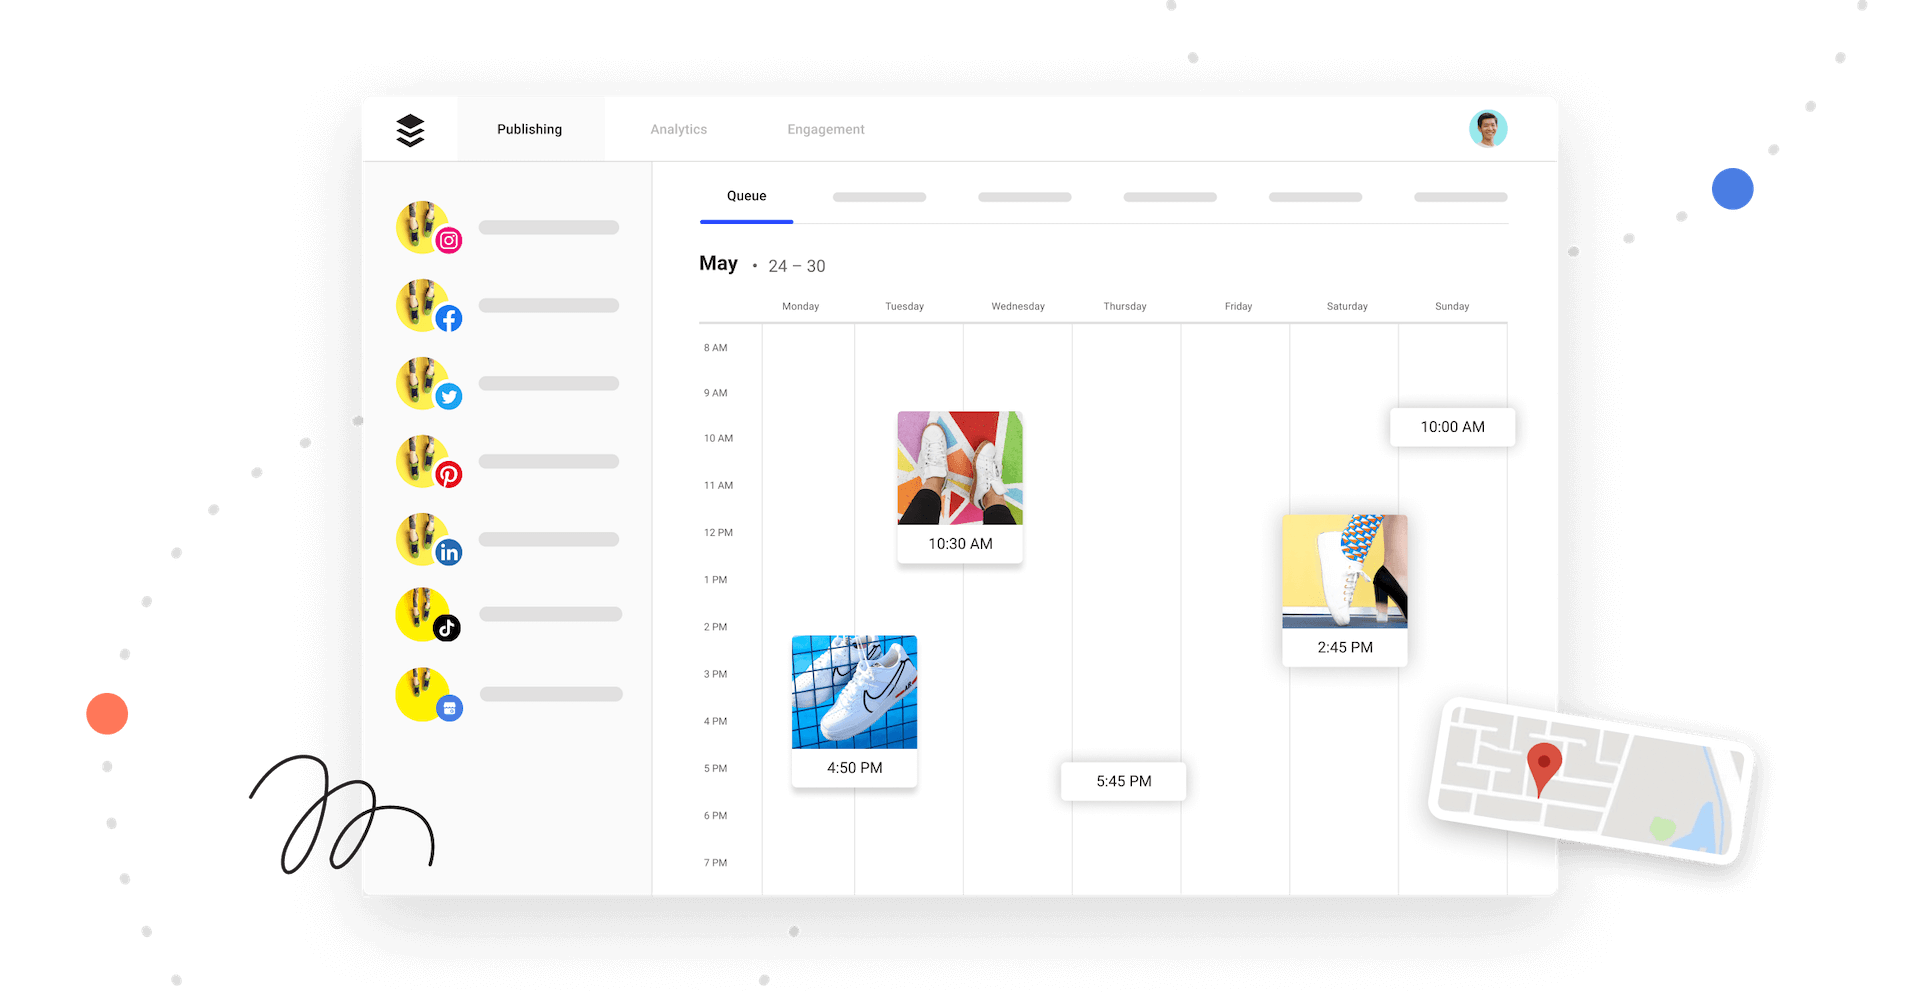 Publishing
Analytics
Engagement
Queue
May • 24 – 30
Monday
Tuesday
Wednesday
Thursday
Friday
Saturday
Sunday
8 AM
9 AM
10 AM
11 AM
12 PM
1 PM
2 PM
3 PM
4 PM
5 PM
6 PM
7 PM
10:00 AM
10:30 AM
2:45 PM
4:50 PM
5:45 PM
in